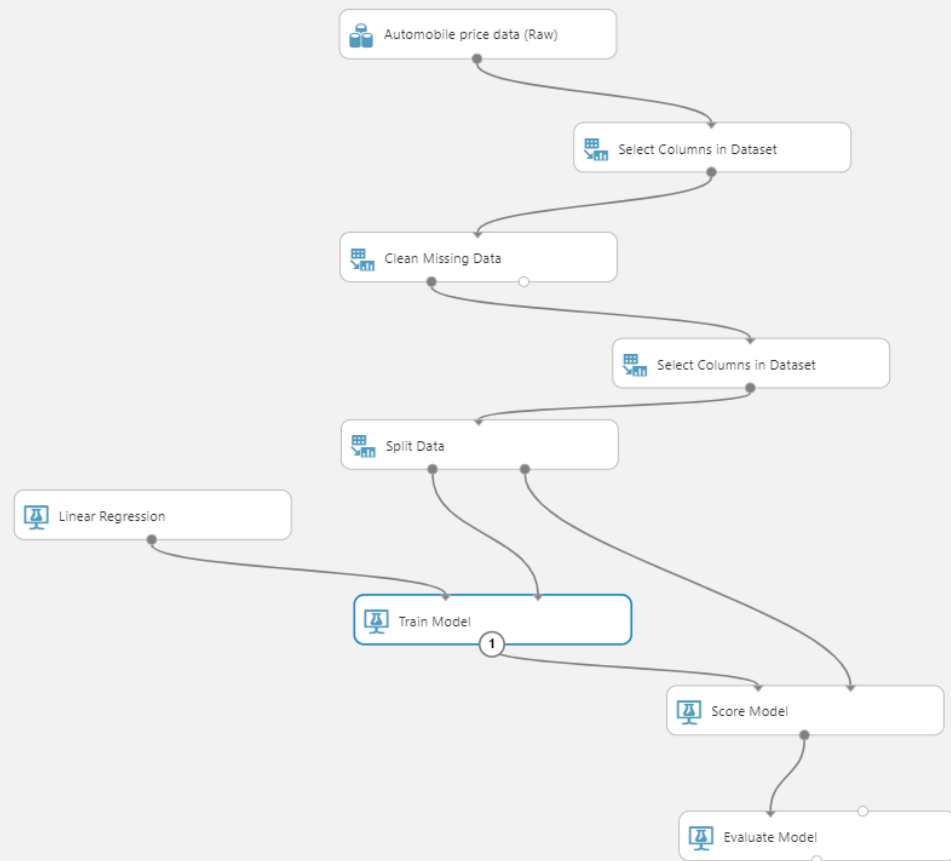 Automobile price data (Raw)
Select Columns in Dataset
Clean Missing Data
Select Columns in Dataset
Split Data
Linear Regression
Train Model
1
Score Model
Evaluate Model